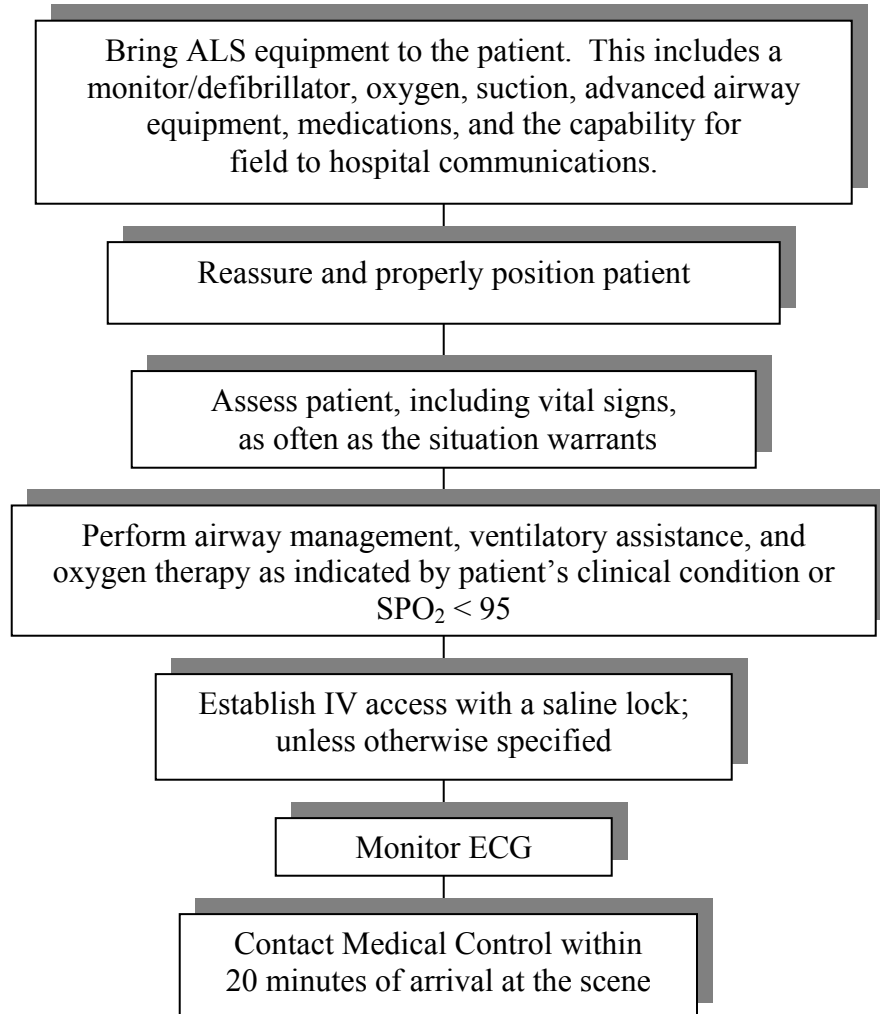 Bring ALS equipment to the patient.  This includes a
monitor/defibrillator, oxygen, suction, advanced airway
equipment, medications, and the capability for
field to hospital communications.
Reassure and properly position patient
Assess patient, including vital signs,
as often as the situation warrants
Perform airway management, ventilatory assistance, and
oxygen therapy as indicated by patient’s clinical condition or
SPO₂ < 95
Establish IV access with a saline lock;
unless otherwise specified
Monitor ECG
Contact Medical Control within
20 minutes of arrival at the scene